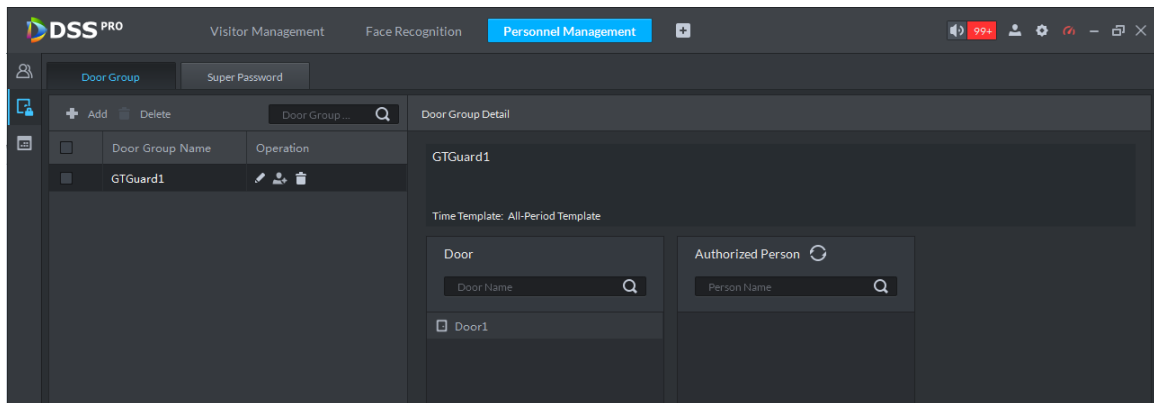 DSS PRO Visitor Management Face Recognition Personnel Management 99+
Door Group Super Password
Add Delete Door Group ... Door Group Detail
Door Group Name Operation
GTGuard1
GTGuard1
Time Template: All-Period Template
Door Authorized Person
Door Name Person Name
Door1